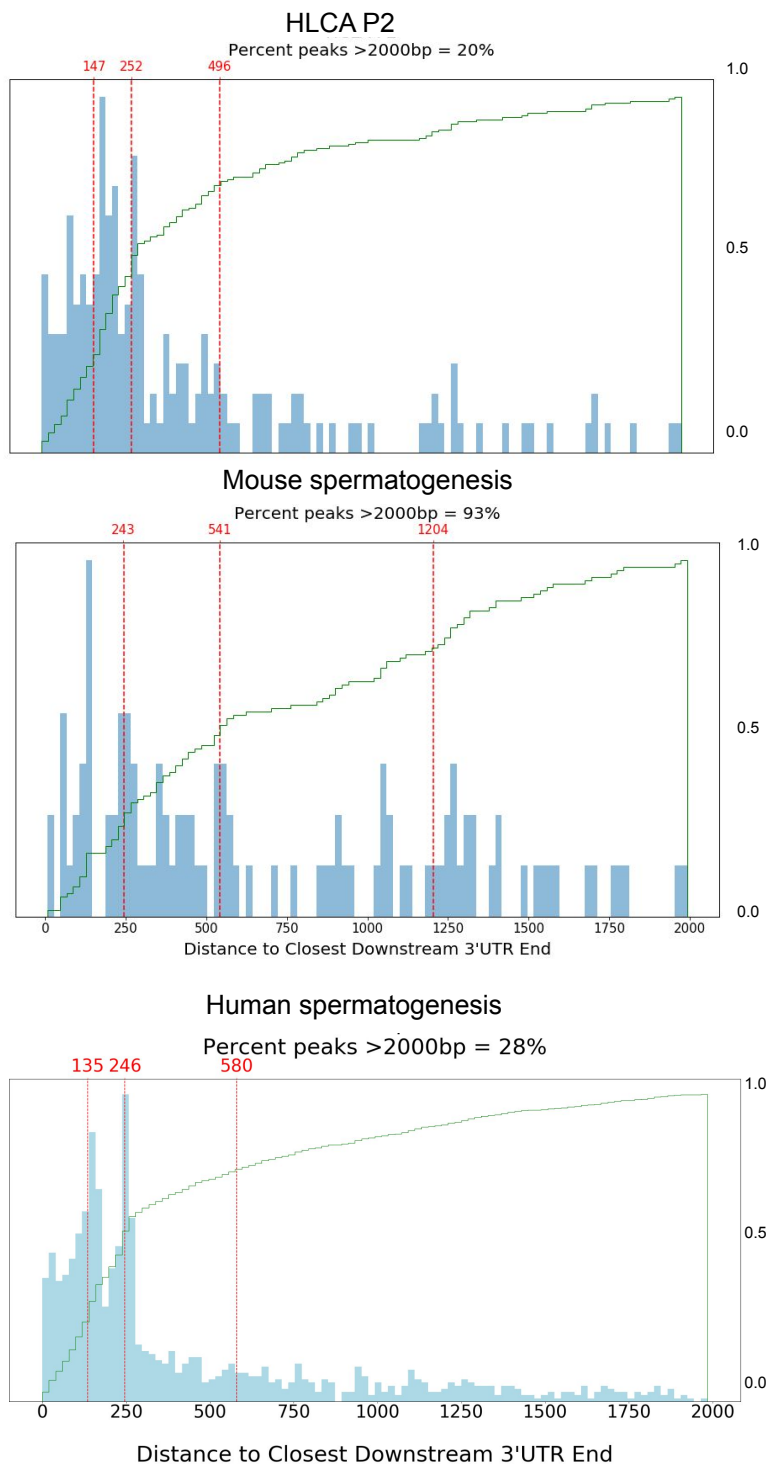 HLCA P2
Percent peaks >2000bp = 20%
147 252 496
1.0
0.5
0.0
Mouse spermatogenesis
Percent peaks >2000bp = 93%
243 541 1204
1.0
0.5
0.0
0 250 500 750 1000 1250 1500 1750 2000
Distance to Closest Downstream 3'UTR End
Human spermatogenesis
Percent peaks >2000bp = 28%
135 246 580
1.0
0.5
0.0
0 250 500 750 1000 1250 1500 1750 2000
Distance to Closest Downstream 3'UTR End